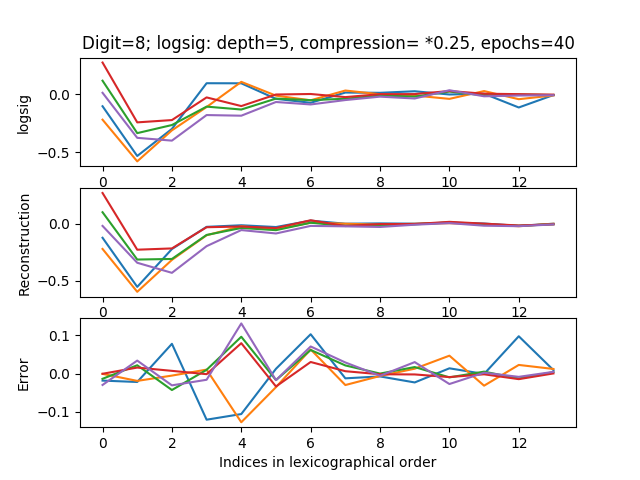 Digit=8; logsig: depth=5, compression= *0.25, epochs=40
logsig
0.0
−0.5
0 2 4 6 8 10 12
Reconstruction
0.0
−0.5
0 2 4 6 8 10 12
Error
0.1
0.0
−0.1
0 2 4 6 8 10 12
Indices in lexicographical order